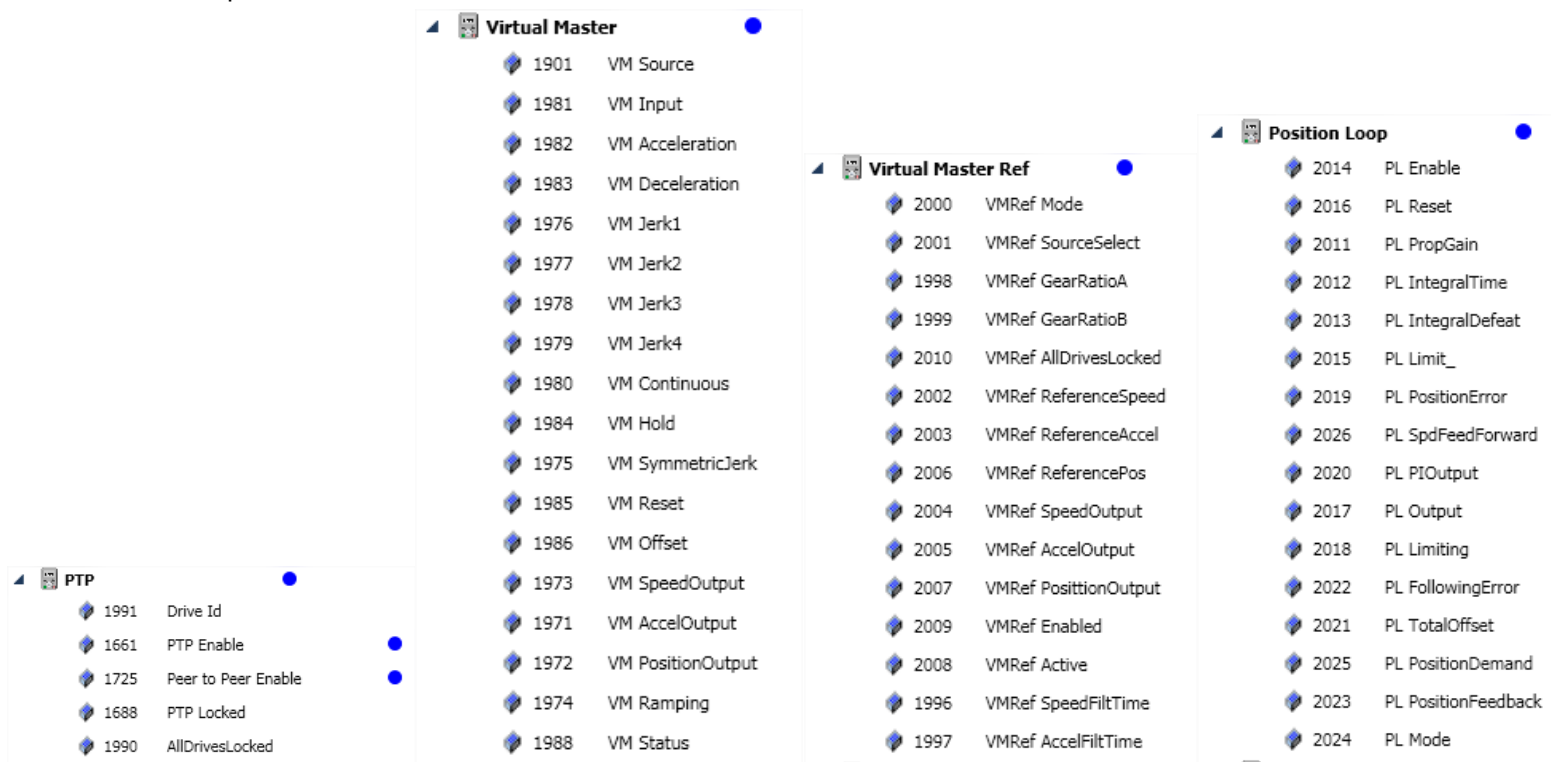 PTP
1991 Drive Id
1661 PTP Enable
1725 Peer to Peer Enable
1688 PTP Locked
1990 AllDrivesLocked
Virtual Master
1901 VM Source
1981 VM Input
1982 VM Acceleration
1983 VM Deceleration
1976 VM Jerk1
1977 VM Jerk2
1978 VM Jerk3
1979 VM Jerk4
1980 VM Continuous
1984 VM Hold
1975 VM SymmetricJerk
1985 VM Reset
1986 VM Offset
1973 VM SpeedOutput
1971 VM AccelOutput
1972 VM PositionOutput
1974 VM Ramping
1988 VM Status
Virtual Master Ref
2000 VMRef Mode
2001 VMRef SourceSelect
1998 VMRef GearRatioA
1999 VMRef GearRatioB
2010 VMRef AllDrivesLocked
2002 VMRef ReferenceSpeed
2003 VMRef ReferenceAccel
2006 VMRef ReferencePos
2004 VMRef SpeedOutput
2005 VMRef AccelOutput
2007 VMRef PosittionOutput
2009 VMRef Enabled
2008 VMRef Active
1996 VMRef SpeedFiltTime
1997 VMRef AccelFiltTime
Position Loop
2014 PL Enable
2016 PL Reset
2011 PL PropGain
2012 PL IntegralTime
2013 PL IntegralDefeat
2015 PL Limit_
2019 PL PositionError
2026 PL SpdFeedForward
2020 PL PIOutput
2017 PL Output
2018 PL Limiting
2022 PL FollowingError
2021 PL TotalOffset
2025 PL PositionDemand
2023 PL PositionFeedback
2024 PL Mode